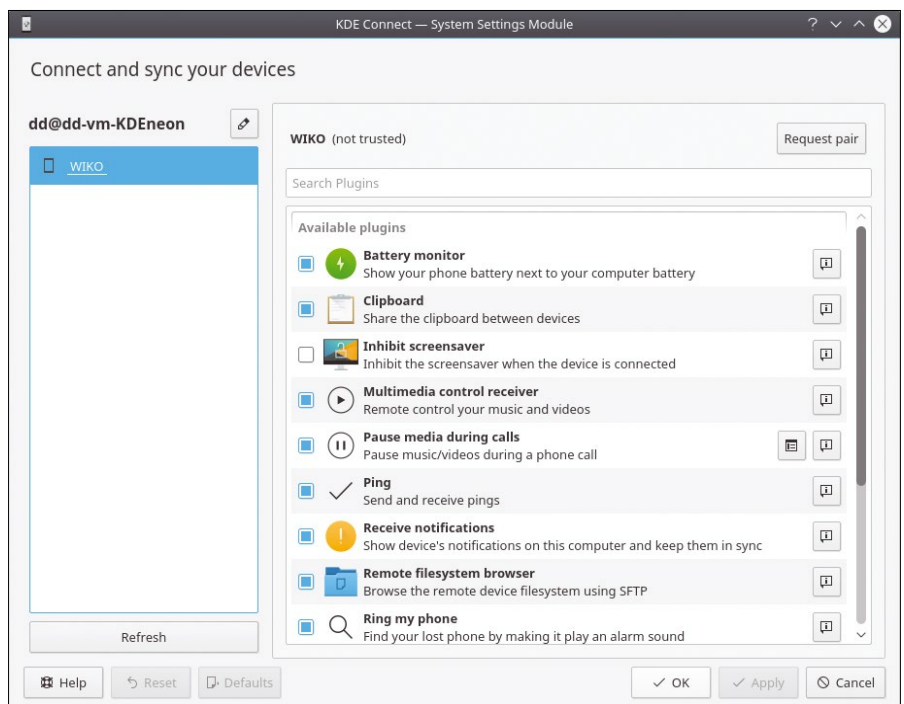 KDE Connect — System Settings Module
Connect and sync your devices
dd@dd-vm-KDEneon
WIKO
Refresh
WIKO (not trusted)
Request pair
Search Plugins
Available plugins
Battery monitor
Show your phone battery next to your computer battery
Clipboard
Share the clipboard between devices
Inhibit screensaver
Inhibit the screensaver when the device is connected
Multimedia control receiver
Remote control your music and videos
Pause media during calls
Pause music/videos during a phone call
Ping
Send and receive pings
Receive notifications
Show device's notifications on this computer and keep them in sync
Remote filesystem browser
Browse the remote device filesystem using SFTP
Ring my phone
Find your lost phone by making it play an alarm sound
Help
Reset
Defaults
OK
Apply
Cancel